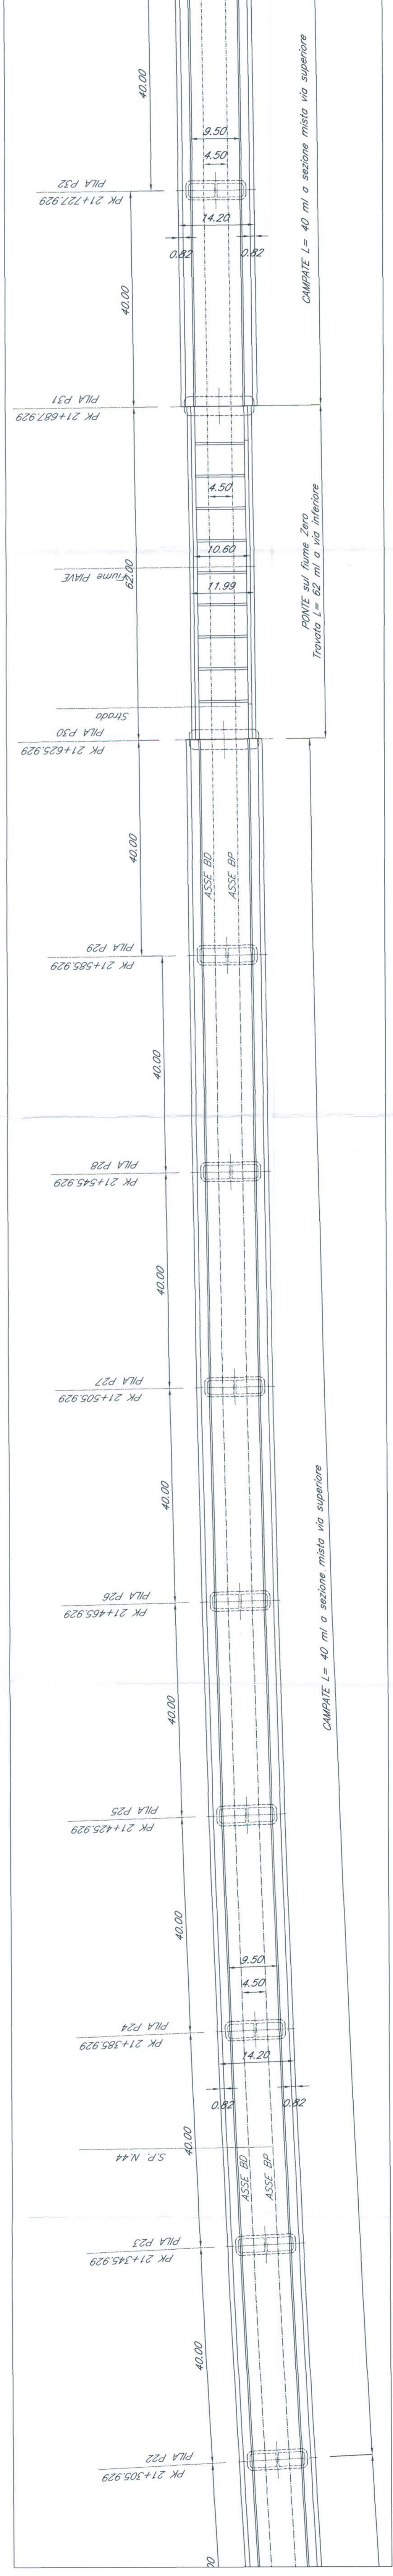 40.00
CAMPATE L= 40 ml a sezione mista via superiore
9.50
4.50
PILA P32
PK 21+727.929
14.20
0.82
0.82
40.00
PILA P31
PK 21+687.929
4.50
10.60
PONTE sul fiume Zero
Travata L= 62 ml a via inferiore
Fiume PIAVE
62.00
11.99
Strada
PILA P30
PK 21+625.929
40.00
ASSE BD
ASSE BP
PILA P29
PK 21+585.929
40.00
PILA P28
PK 21+545.929
40.00
PILA P27
PK 21+505.929
40.00
CAMPATE L= 40 ml a sezione mista via superiore
PILA P26
PK 21+465.929
40.00
PILA P25
PK 21+425.929
40.00
9.50
4.50
PILA P24
PK 21+385.929
14.20
0.82
0.82
40.00
S.P. N.44
ASSE BD
ASSE BP
PILA P23
PK 21+345.929
40.00
PILA P22
PK 21+305.929